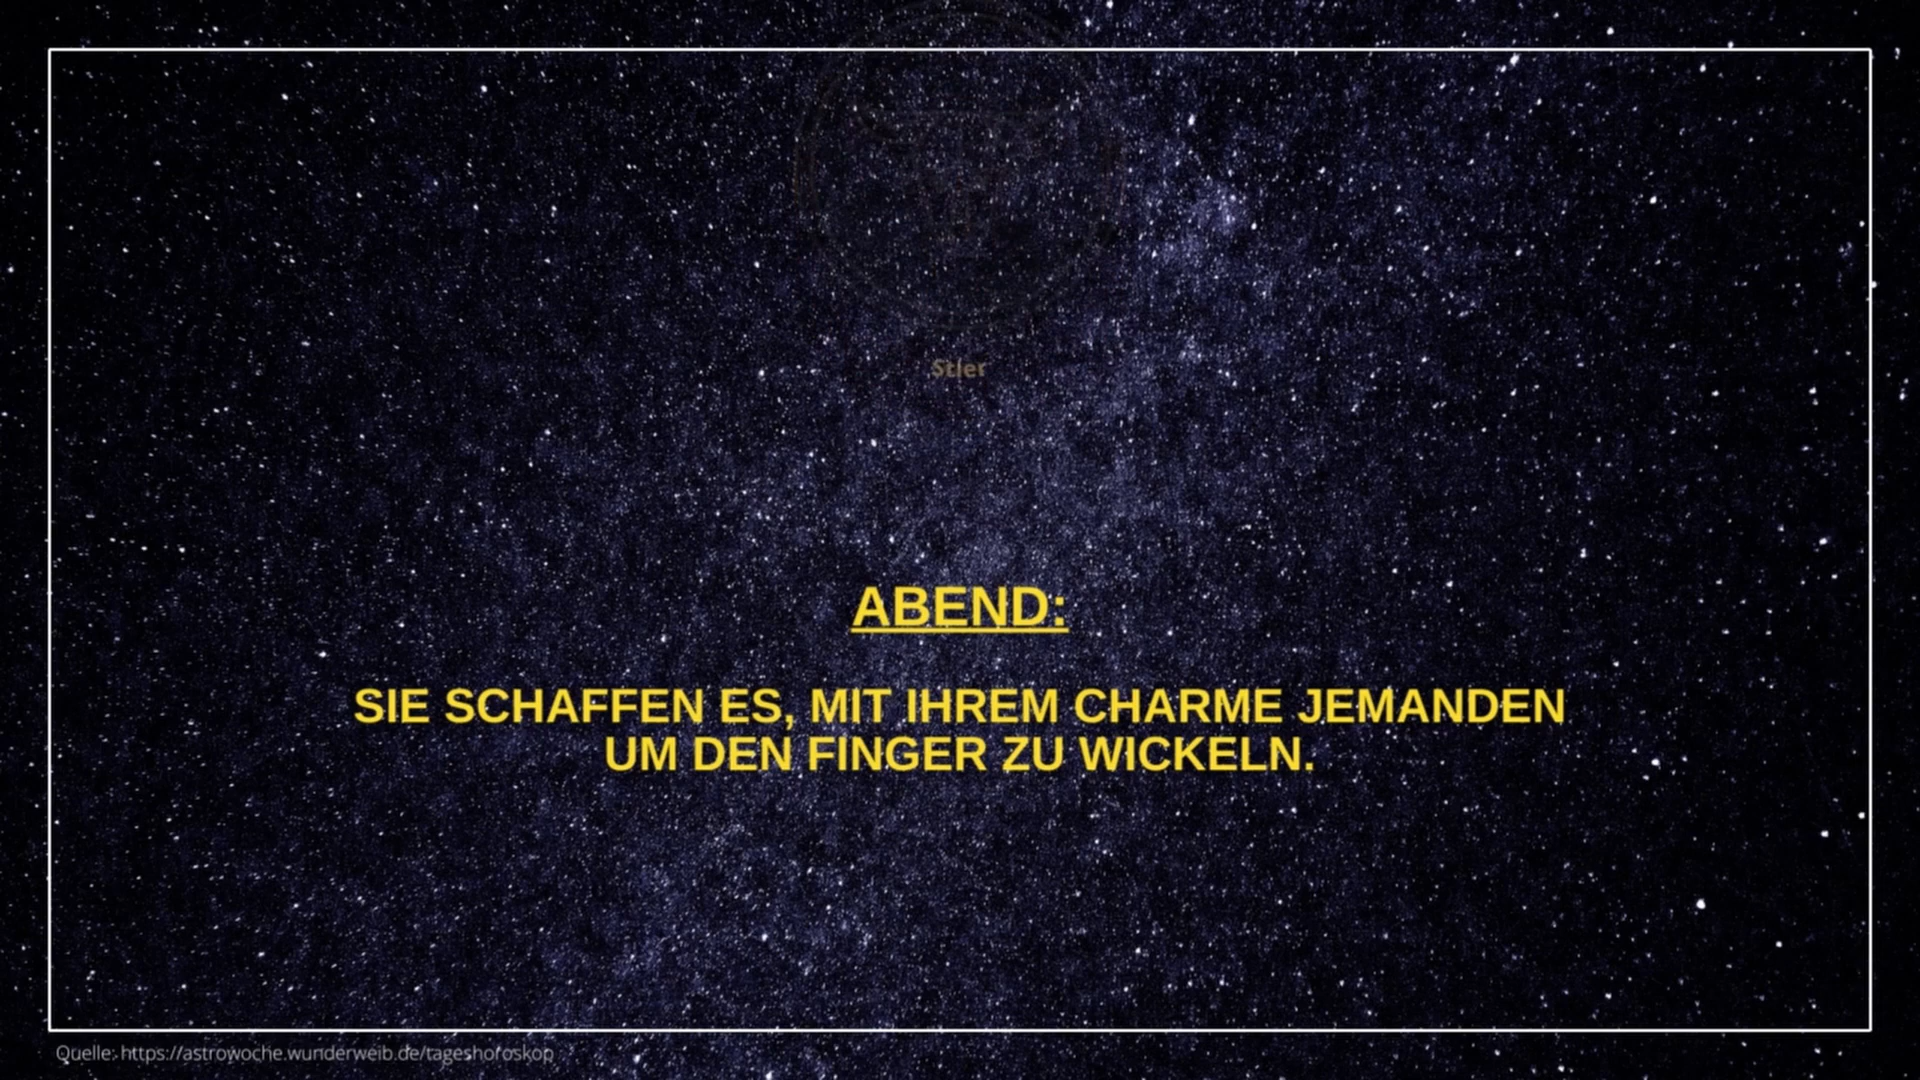 Stier
ABEND:
SIE SCHAFFEN ES, MIT IHREM CHARME JEMANDEN
UM DEN FINGER ZU WICKELN.
Quelle: https://astrowoche.wunderweib.de/tageshoroskop